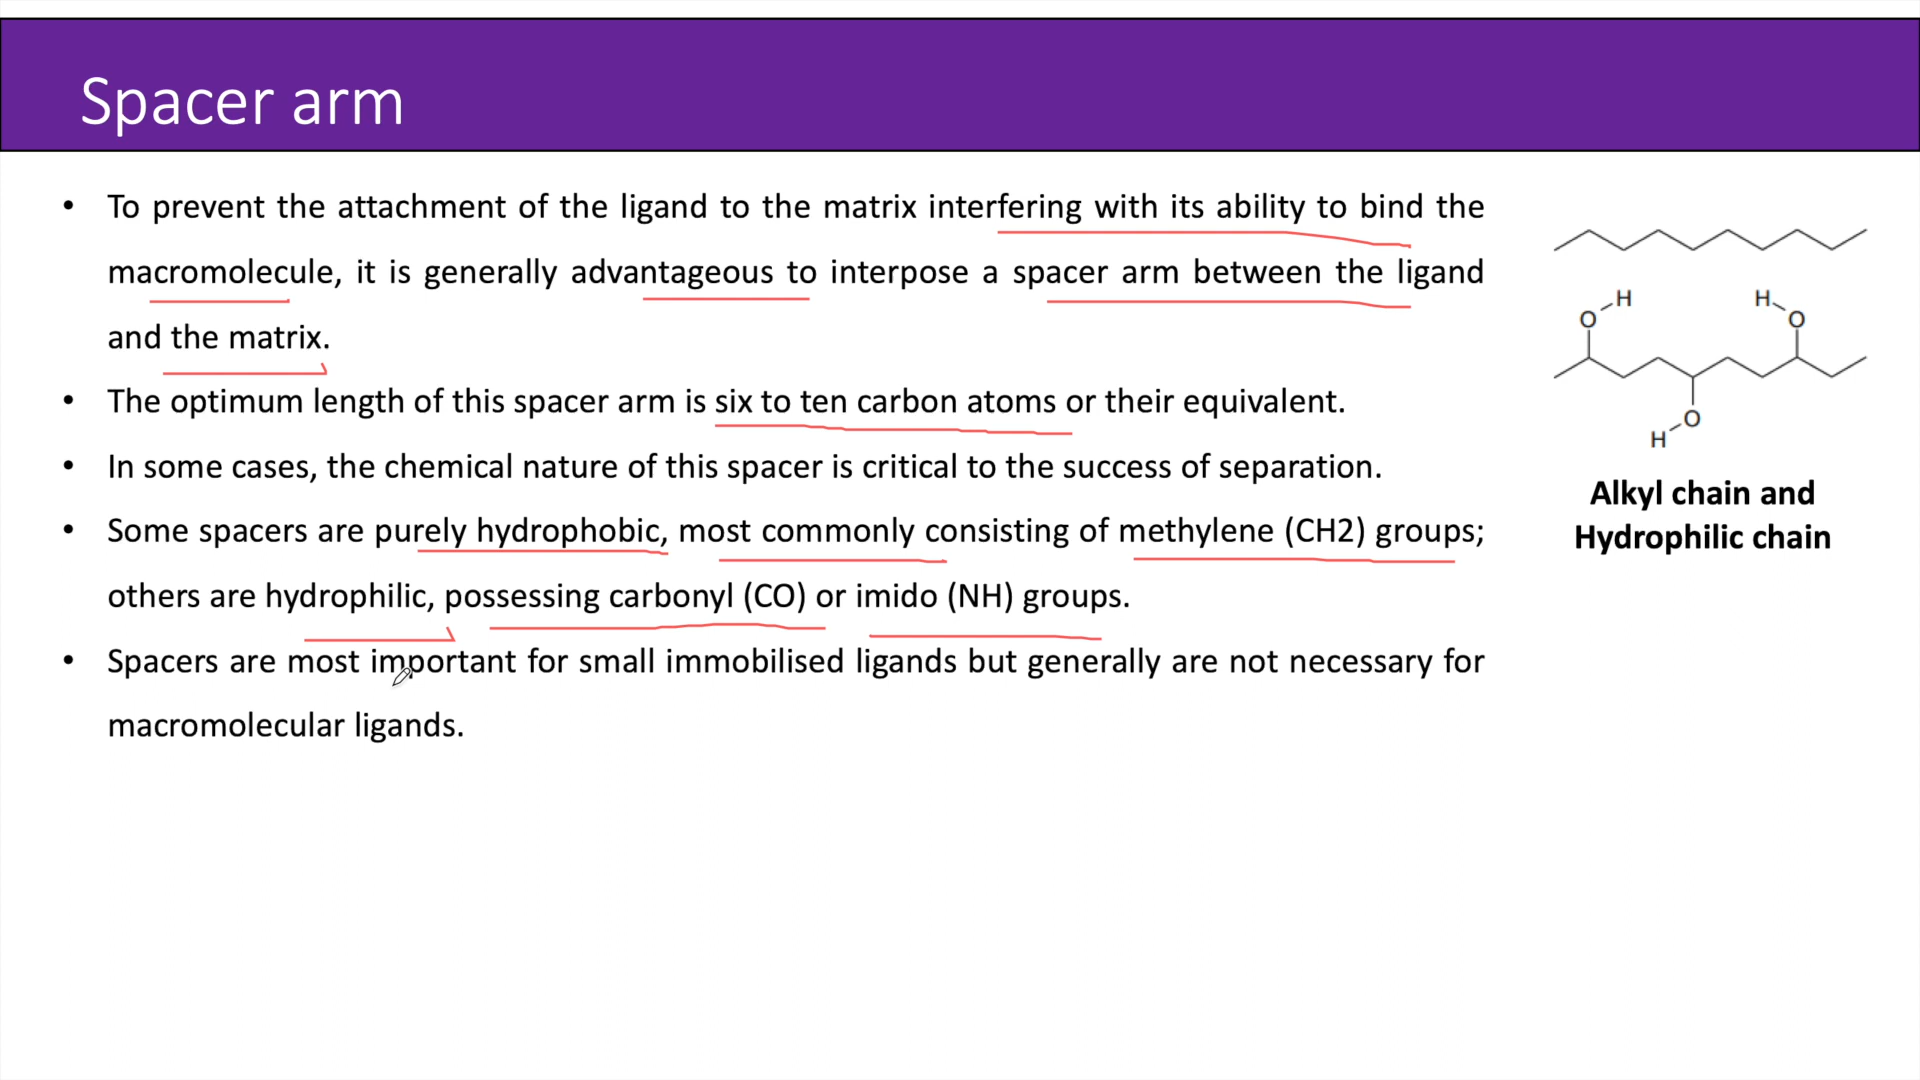 Spacer arm
• To prevent the attachment of the ligand to the matrix interfering with its ability to bind the
macromolecule, it is generally advantageous to interpose a spacer arm between the ligand
and the matrix.
• The optimum length of this spacer arm is six to ten carbon atoms or their equivalent.
• In some cases, the chemical nature of this spacer is critical to the success of separation.
• Some spacers are purely hydrophobic, most commonly consisting of methylene (CH2) groups;
others are hydrophilic, possessing carbonyl (CO) or imido (NH) groups.
• Spacers are most important for small immobilised ligands but generally are not necessary for
macromolecular ligands.
H H
O O
O
H
Alkyl chain and
Hydrophilic chain